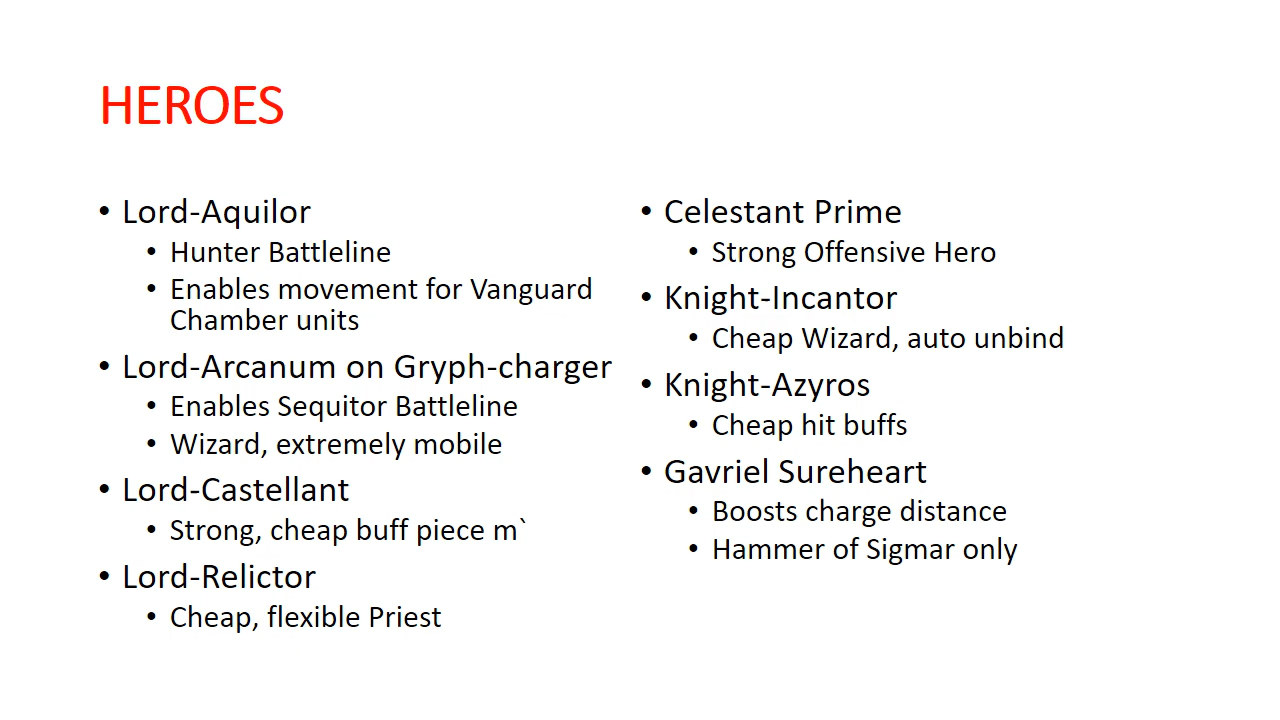 HEROES
• Lord-Aquilor
• Hunter Battleline
• Enables movement for Vanguard
Chamber units
• Lord-Arcanum on Gryph-charger
• Enables Sequitor Battleline
• Wizard, extremely mobile
• Lord-Castellant
• Strong, cheap buff piece m`
• Lord-Relictor
• Cheap, flexible Priest
• Celestant Prime
• Strong Offensive Hero
• Knight-Incantor
• Cheap Wizard, auto unbind
• Knight-Azyros
• Cheap hit buffs
• Gavriel Sureheart
• Boosts charge distance
• Hammer of Sigmar only